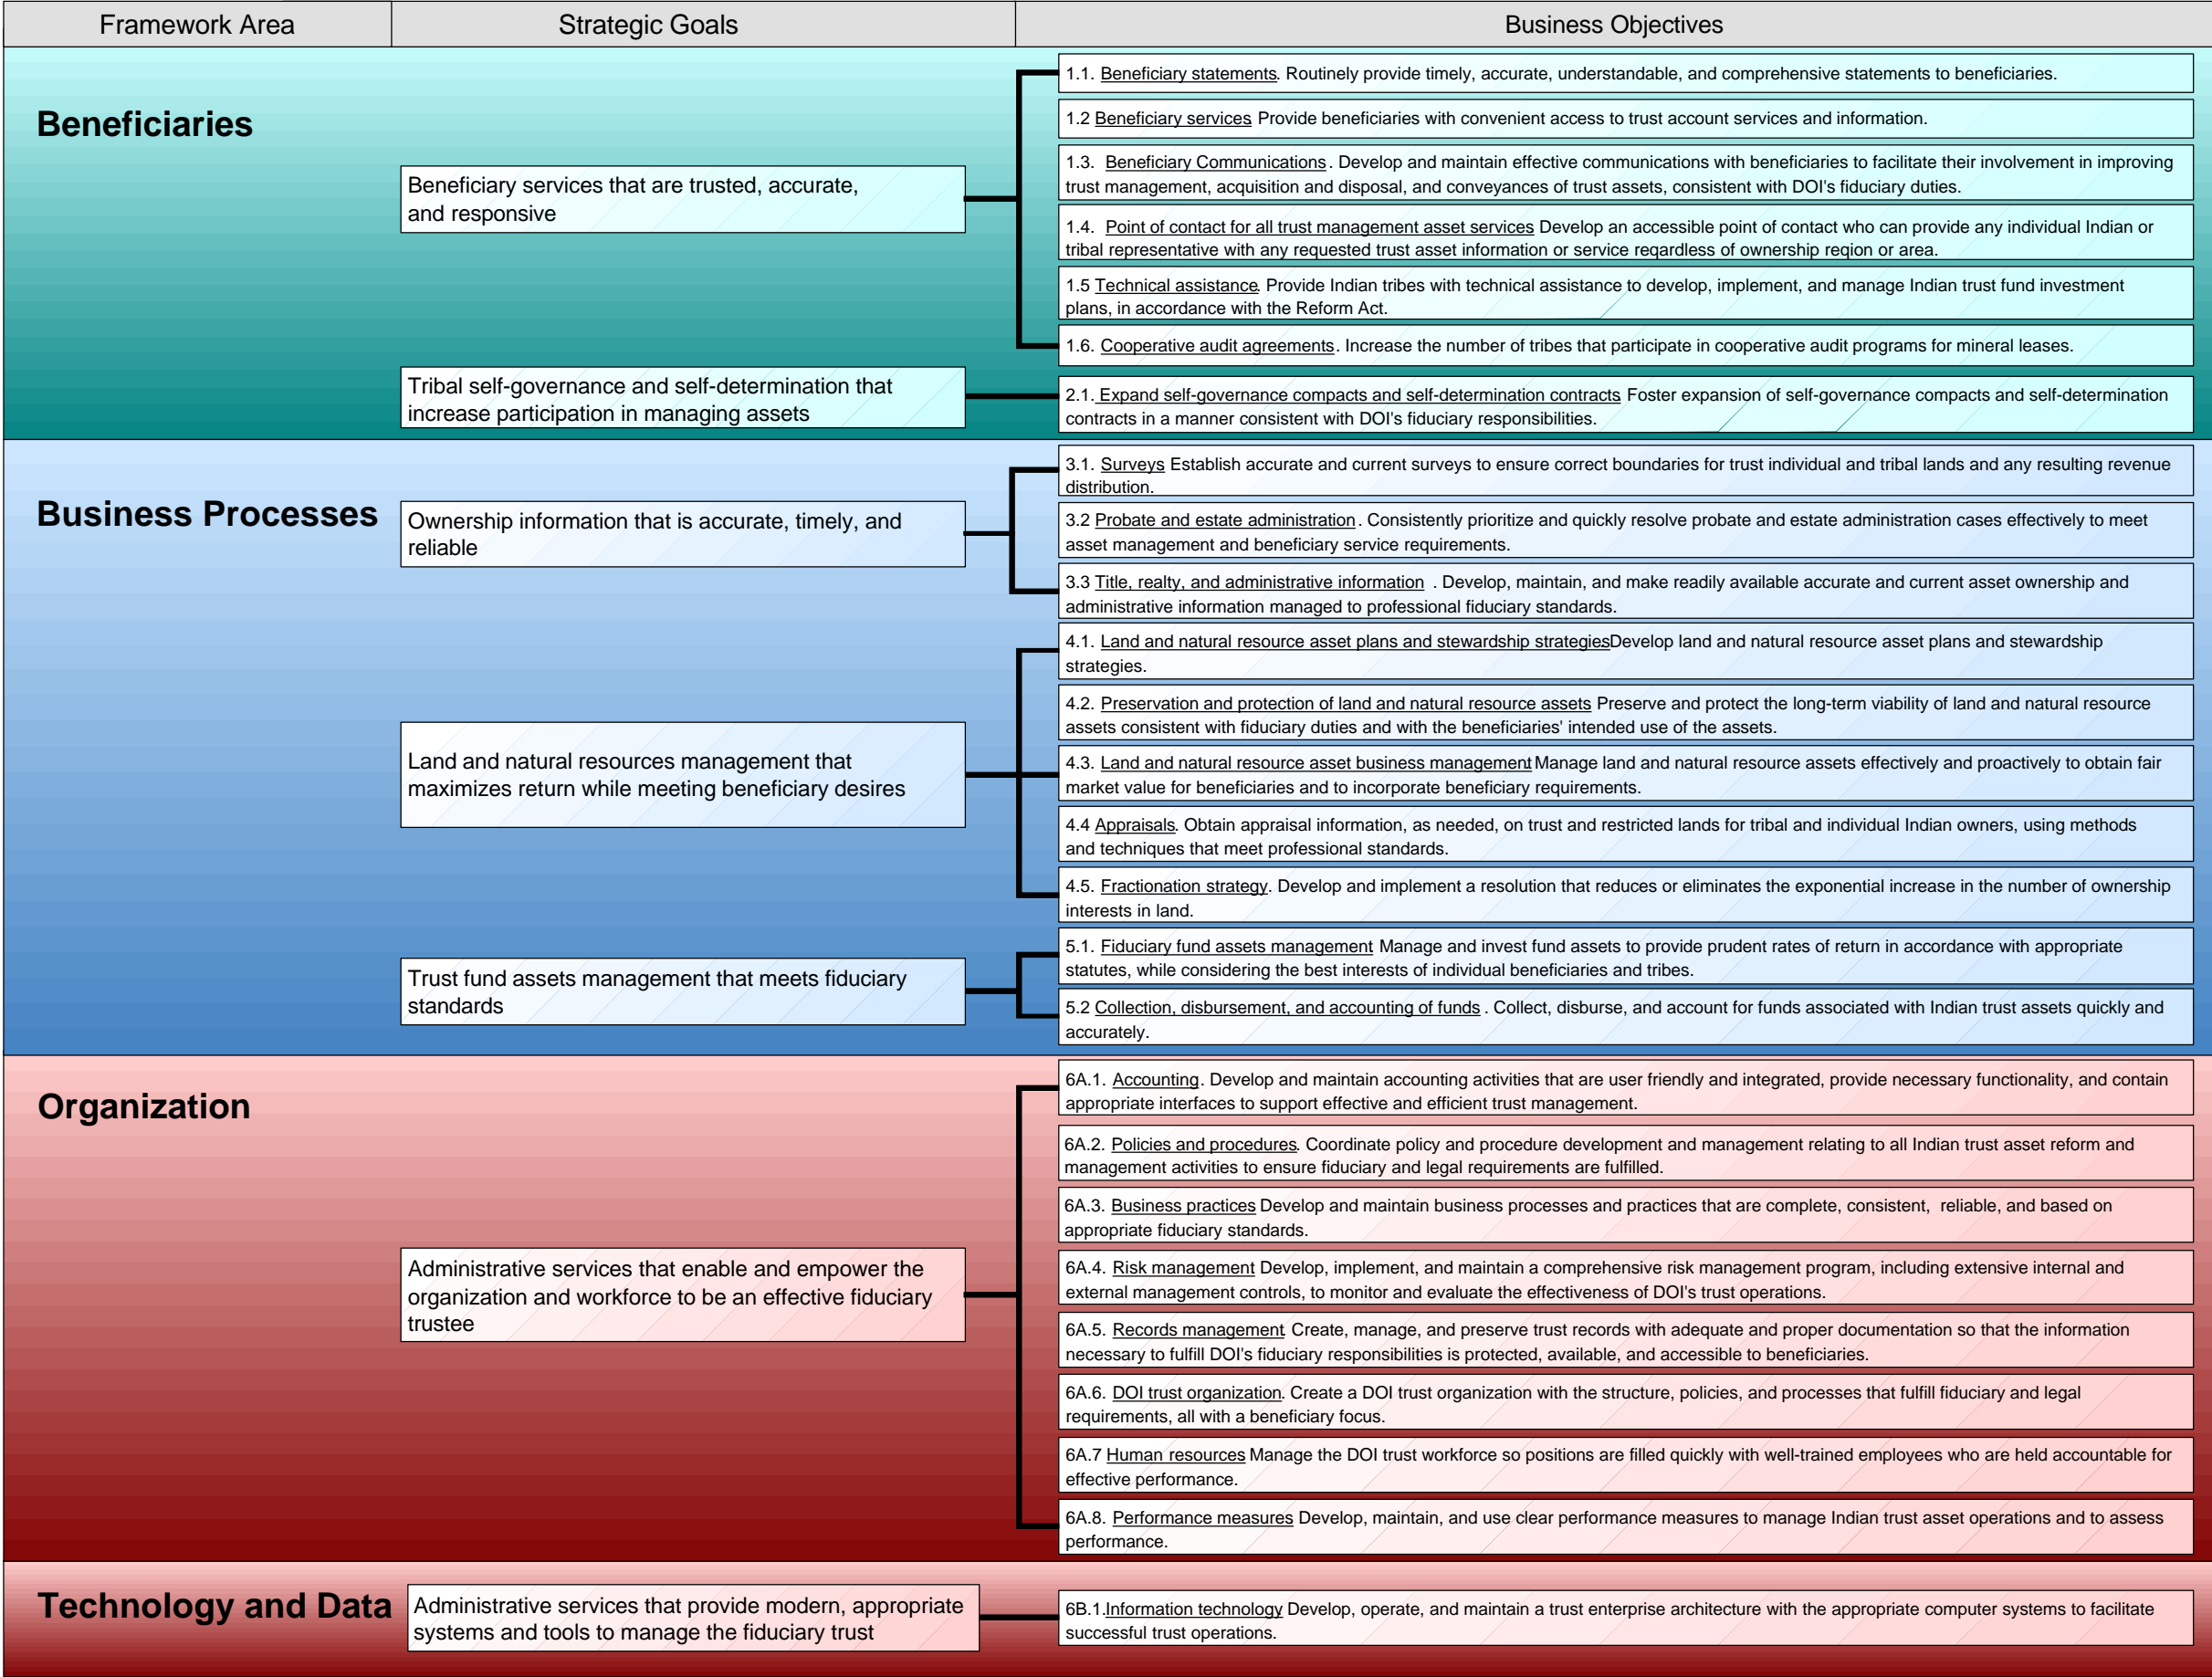 Framework Area
Strategic Goals
Business Objectives
Beneficiaries
Beneficiary services that are trusted, accurate,
and responsive
1.1. Beneficiary statements. Routinely provide timely, accurate, understandable, and comprehensive statements to beneficiaries.
1.2 Beneficiary services Provide beneficiaries with convenient access to trust account services and information.
1.3. Beneficiary Communications. Develop and maintain effective communications with beneficiaries to facilitate their involvement in improving
trust management, acquisition and disposal, and conveyances of trust assets, consistent with DOI's fiduciary duties.
1.4. Point of contact for all trust management asset services Develop an accessible point of contact who can provide any individual Indian or
tribal representative with any requested trust asset information or service regardless of ownership region or area.
1.5 Technical assistance. Provide Indian tribes with technical assistance to develop, implement, and manage Indian trust fund investment
plans, in accordance with the Reform Act.
1.6. Cooperative audit agreements. Increase the number of tribes that participate in cooperative audit programs for mineral leases.
Tribal self-governance and self-determination that
increase participation in managing assets
2.1. Expand self-governance compacts and self-determination contracts Foster expansion of self-governance compacts and self-determination
contracts in a manner consistent with DOI's fiduciary responsibilities.
Business Processes
Ownership information that is accurate, timely, and
reliable
3.1. Surveys Establish accurate and current surveys to ensure correct boundaries for trust individual and tribal lands and any resulting revenue
distribution.
3.2 Probate and estate administration. Consistently prioritize and quickly resolve probate and estate administration cases effectively to meet
asset management and beneficiary service requirements.
3.3 Title, realty, and administrative information . Develop, maintain, and make readily available accurate and current asset ownership and
administrative information managed to professional fiduciary standards.
Land and natural resources management that
maximizes return while meeting beneficiary desires
4.1. Land and natural resource asset plans and stewardship strategies Develop land and natural resource asset plans and stewardship
strategies.
4.2. Preservation and protection of land and natural resource assets Preserve and protect the long-term viability of land and natural resource
assets consistent with fiduciary duties and with the beneficiaries' intended use of the assets.
4.3. Land and natural resource asset business management Manage land and natural resource assets effectively and proactively to obtain fair
market value for beneficiaries and to incorporate beneficiary requirements.
4.4 Appraisals. Obtain appraisal information, as needed, on trust and restricted lands for tribal and individual Indian owners, using methods
and techniques that meet professional standards.
4.5. Fractionation strategy. Develop and implement a resolution that reduces or eliminates the exponential increase in the number of ownership
interests in land.
Trust fund assets management that meets fiduciary
standards
5.1. Fiduciary fund assets management Manage and invest fund assets to provide prudent rates of return in accordance with appropriate
statutes, while considering the best interests of individual beneficiaries and tribes.
5.2 Collection, disbursement, and accounting of funds . Collect, disburse, and account for funds associated with Indian trust assets quickly and
accurately.
Organization
Administrative services that enable and empower the
organization and workforce to be an effective fiduciary
trustee
6A.1. Accounting. Develop and maintain accounting activities that are user friendly and integrated, provide necessary functionality, and contain
appropriate interfaces to support effective and efficient trust management.
6A.2. Policies and procedures. Coordinate policy and procedure development and management relating to all Indian trust asset reform and
management activities to ensure fiduciary and legal requirements are fulfilled.
6A.3. Business practices Develop and maintain business processes and practices that are complete, consistent, reliable, and based on
appropriate fiduciary standards.
6A.4. Risk management Develop, implement, and maintain a comprehensive risk management program, including extensive internal and
external management controls, to monitor and evaluate the effectiveness of DOI's trust operations.
6A.5. Records management Create, manage, and preserve trust records with adequate and proper documentation so that the information
necessary to fulfill DOI's fiduciary responsibilities is protected, available, and accessible to beneficiaries.
6A.6. DOI trust organization. Create a DOI trust organization with the structure, policies, and processes that fulfill fiduciary and legal
requirements, all with a beneficiary focus.
6A.7 Human resources Manage the DOI trust workforce so positions are filled quickly with well-trained employees who are held accountable for
effective performance.
6A.8. Performance measures Develop, maintain, and use clear performance measures to manage Indian trust asset operations and to assess
performance.
Technology and Data
Administrative services that provide modern, appropriate
systems and tools to manage the fiduciary trust
6B.1.Information technology Develop, operate, and maintain a trust enterprise architecture with the appropriate computer systems to facilitate
successful trust operations.